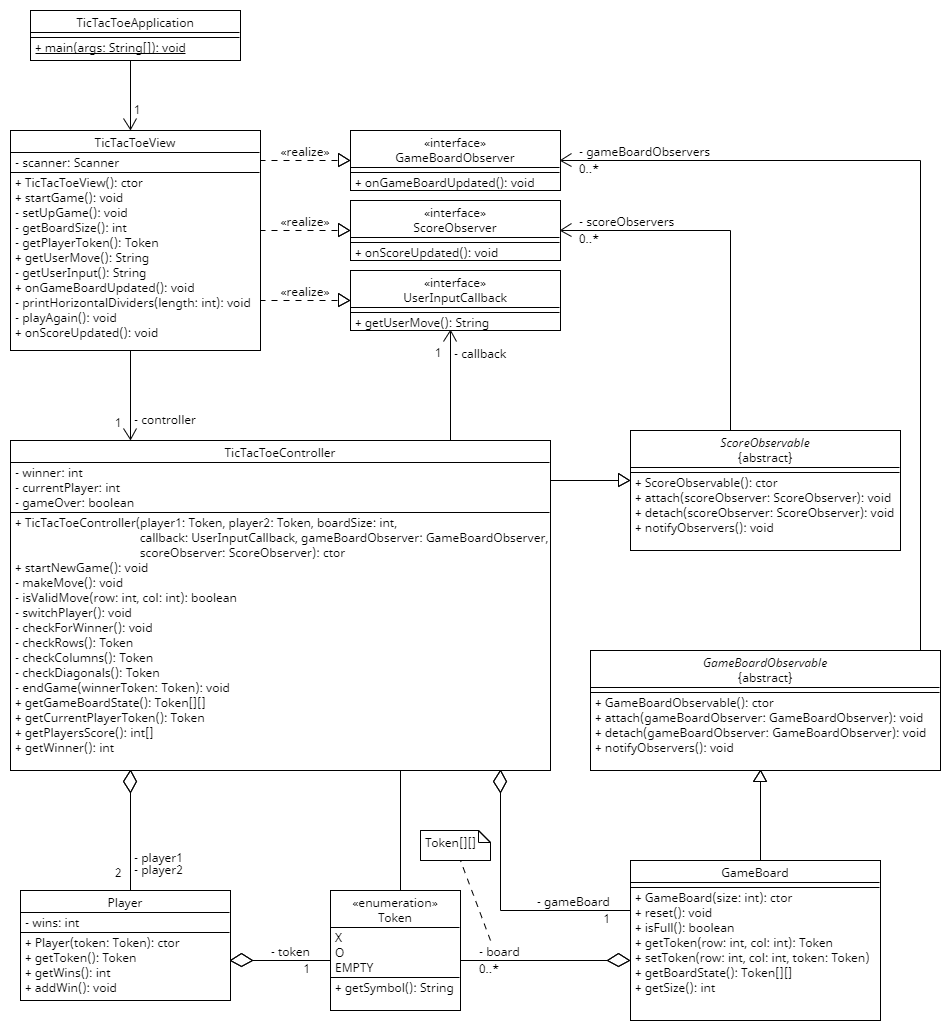 TicTacToeApplication
+ main(args: String[]): void
1
TicTacToeView
- scanner: Scanner
+ TicTacToeView(): ctor
+ startGame(): void
- setUpGame(): void
- getBoardSize(): int
- getPlayerToken(): Token
+ getUserMove(): String
- getUserInput(): String
+ onGameBoardUpdated(): void
- printHorizontalDividers(length: int): void
- playAgain(): void
+ onScoreUpdated(): void
«realize»
«interface»
GameBoardObserver
+ onGameBoardUpdated(): void
- gameBoardObservers
0..*
«realize»
«interface»
ScoreObserver
+ onScoreUpdated(): void
- scoreObservers
0..*
«realize»
«interface»
UserInputCallback
+ getUserMove(): String
1
- callback
1
- controller
TicTacToeController
- winner: int
- currentPlayer: int
- gameOver: boolean
+ TicTacToeController(player1: Token, player2: Token, boardSize: int,
callback: UserInputCallback, gameBoardObserver: GameBoardObserver,
scoreObserver: ScoreObserver): ctor
+ startNewGame(): void
- makeMove(): void
- isValidMove(row: int, col: int): boolean
- switchPlayer(): void
- checkForWinner(): void
- checkRows(): Token
- checkColumns(): Token
- checkDiagonals(): Token
- endGame(winnerToken: Token): void
+ getGameBoardState(): Token[][]
+ getCurrentPlayerToken(): Token
+ getPlayersScore(): int[]
+ getWinner(): int
ScoreObservable
{abstract}
+ ScoreObservable(): ctor
+ attach(scoreObserver: ScoreObserver): void
+ detach(scoreObserver: ScoreObserver): void
+ notifyObservers(): void
GameBoardObservable
{abstract}
+ GameBoardObservable(): ctor
+ attach(gameBoardObserver: GameBoardObserver): void
+ detach(gameBoardObserver: GameBoardObserver): void
+ notifyObservers(): void
- player1
- player2
2
Token[][]
Player
- wins: int
+ Player(token: Token): ctor
+ getToken(): Token
+ getWins(): int
+ addWin(): void
- token
1
«enumeration»
Token
X
O
EMPTY
+ getSymbol(): String
- gameBoard
1
- board
0..*
GameBoard
+ GameBoard(size: int): ctor
+ reset(): void
+ isFull(): boolean
+ getToken(row: int, col: int): Token
+ setToken(row: int, col: int, token: Token)
+ getBoardState(): Token[][]
+ getSize(): int